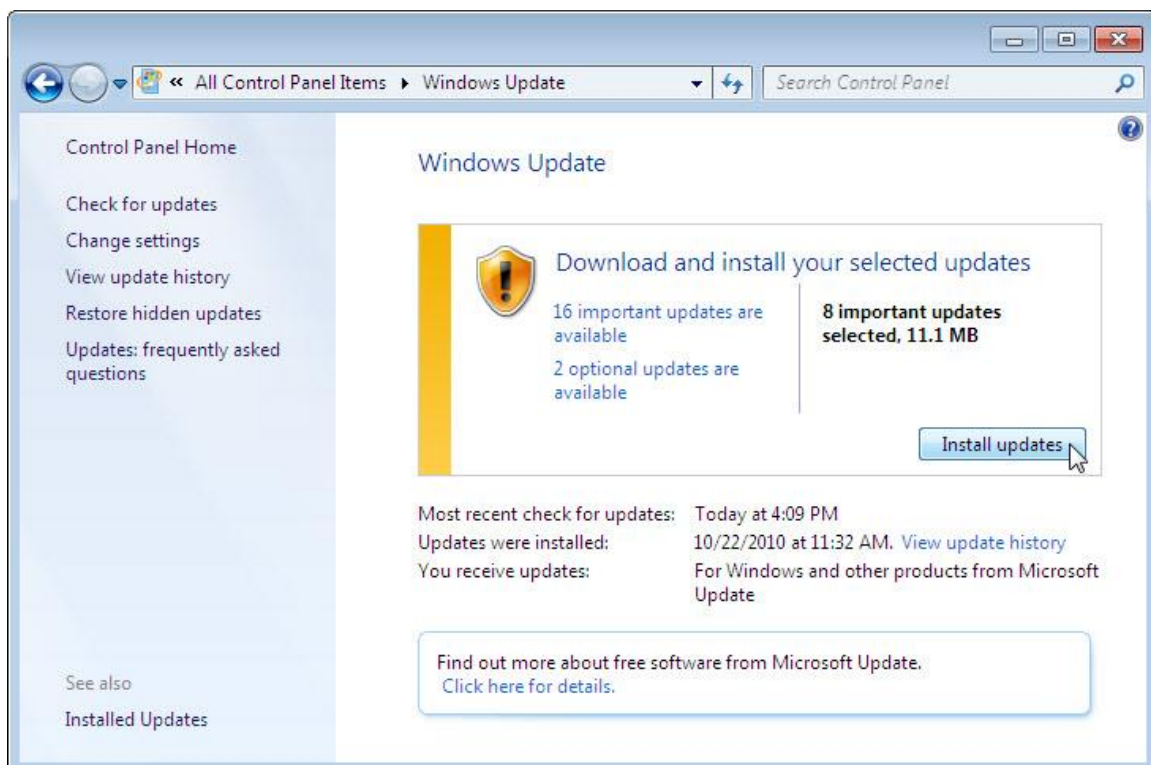 « All Control Panel Items Windows Update
Search Control Panel
Control Panel Home
Check for updates
Change settings
View update history
Restore hidden updates
Updates: frequently asked
questions
See also
Installed Updates
Windows Update
Download and install your selected updates
16 important updates are
available
2 optional updates are
available
8 important updates
selected, 11.1 MB
Install updates
Most recent check for updates: Today at 4:09 PM
Updates were installed: 10/22/2010 at 11:32 AM. View update history
You receive updates: For Windows and other products from Microsoft
Update
Find out more about free software from Microsoft Update.
Click here for details.